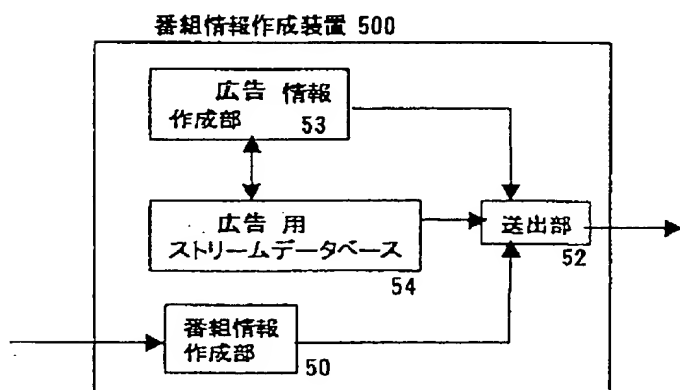 番組情報作成装置 500
広告 情報
作成部 53
広告 用
ストリームデータベース
54
送出部
52
番組情報
作成部
50